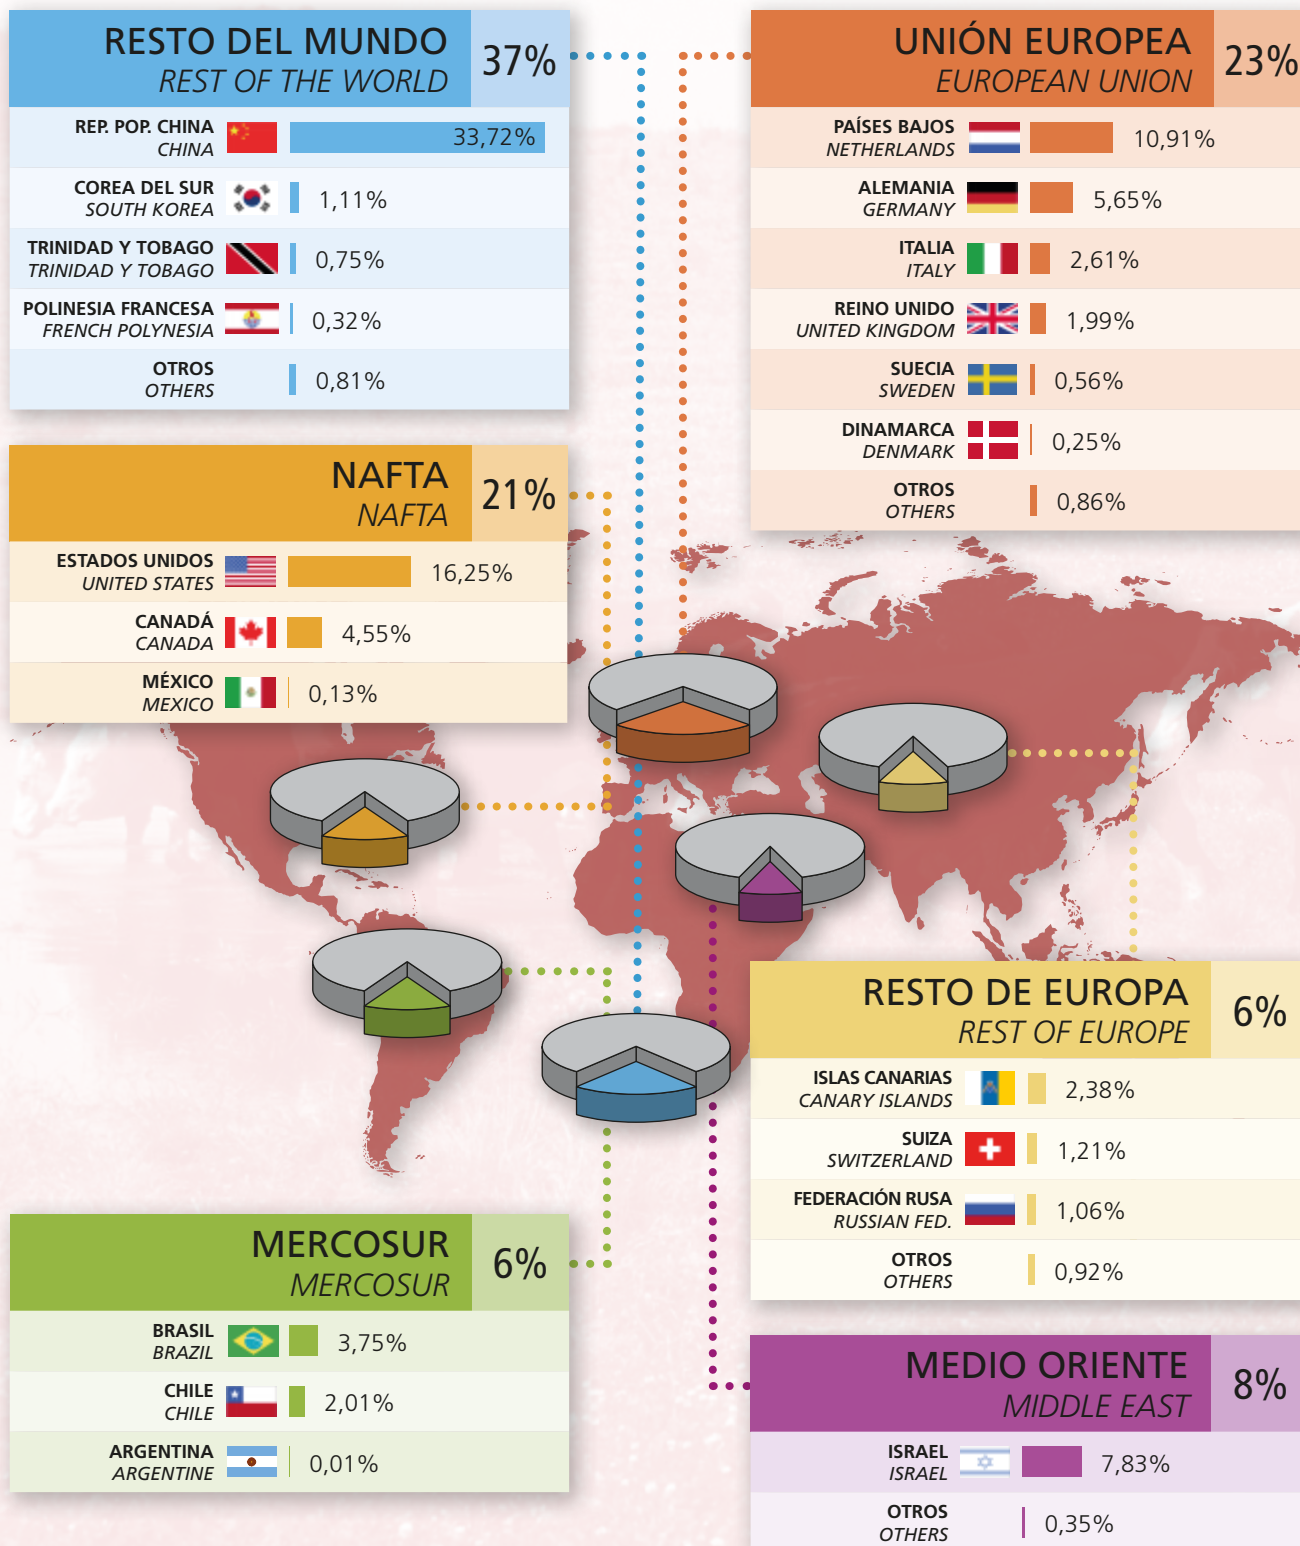 RESTO DEL MUNDO
REST OF THE WORLD
37%
REP. POP. CHINA
CHINA
33,72%
COREA DEL SUR
SOUTH KOREA
1,11%
TRINIDAD Y TOBAGO
TRINIDAD Y TOBAGO
0,75%
POLINESIA FRANCESA
FRENCH POLYNESIA
0,32%
OTROS
OTHERS
0,81%
UNIÓN EUROPEA
EUROPEAN UNION
23%
PAÍSES BAJOS
NETHERLANDS
10,91%
ALEMANIA
GERMANY
5,65%
ITALIA
ITALY
2,61%
REINO UNIDO
UNITED KINGDOM
1,99%
SUECIA
SWEDEN
0,56%
DINAMARCA
DENMARK
0,25%
OTROS
OTHERS
0,86%
NAFTA
NAFTA
21%
ESTADOS UNIDOS
UNITED STATES
16,25%
CANADÁ
CANADA
4,55%
MÉXICO
MEXICO
0,13%
RESTO DE EUROPA
REST OF EUROPE
6%
ISLAS CANARIAS
CANARY ISLANDS
2,38%
SUIZA
SWITZERLAND
1,21%
FEDERACIÓN RUSA
RUSSIAN FED.
1,06%
OTROS
OTHERS
0,92%
MERCOSUR
MERCOSUR
6%
BRASIL
BRAZIL
3,75%
CHILE
CHILE
2,01%
ARGENTINA
ARGENTINE
0,01%
MEDIO ORIENTE
MIDDLE EAST
8%
ISRAEL
ISRAEL
7,83%
OTROS
OTHERS
0,35%